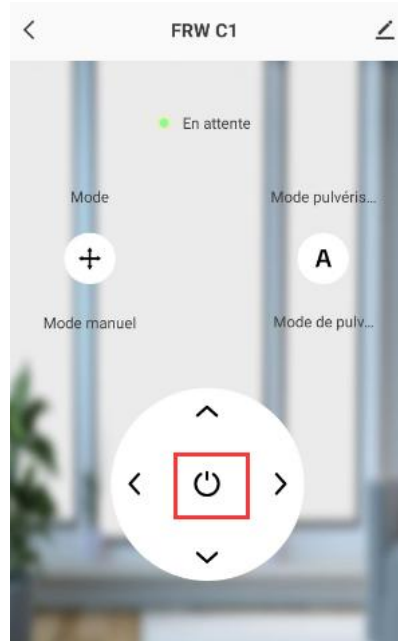 FRW C1
En attente
Mode
Mode pulvéris...
A
Mode manuel
Mode de pulv...